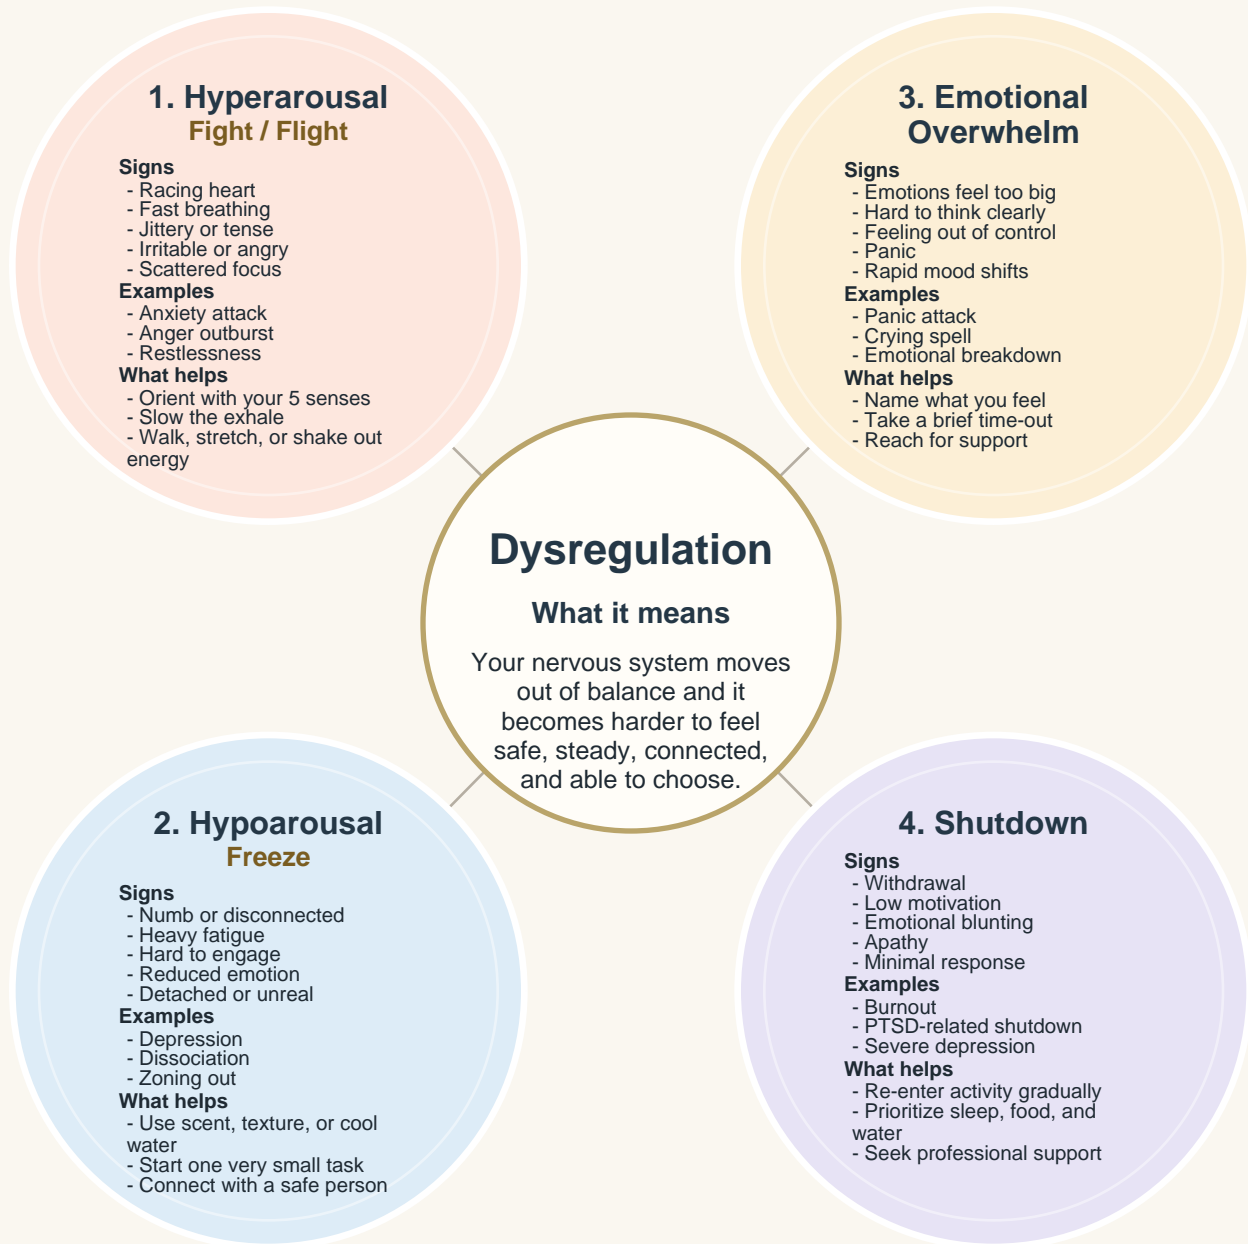 1. Hyperarousal
Fight / Flight
Signs
- Racing heart
- Fast breathing
- Jittery or tense
- Irritable or angry
- Scattered focus
Examples
- Anxiety attack
- Anger outburst
- Restlessness
What helps
- Orient with your 5 senses
- Slow the exhale
- Walk, stretch, or shake out
energy
3. Emotional
Overwhelm
Signs
- Emotions feel too big
- Hard to think clearly
- Feeling out of control
- Panic
- Rapid mood shifts
Examples
- Panic attack
- Crying spell
- Emotional breakdown
What helps
- Name what you feel
- Take a brief time-out
- Reach for support
Dysregulation
What it means
Your nervous system moves
out of balance and it
becomes harder to feel
safe, steady, connected,
and able to choose.
2. Hypoarousal
Freeze
Signs
- Numb or disconnected
- Heavy fatigue
- Hard to engage
- Reduced emotion
- Detached or unreal
Examples
- Depression
- Dissociation
- Zoning out
What helps
- Use scent, texture, or cool
water
- Start one very small task
- Connect with a safe person
4. Shutdown
Signs
- Withdrawal
- Low motivation
- Emotional blunting
- Apathy
- Minimal response
Examples
- Burnout
- PTSD-related shutdown
- Severe depression
What helps
- Re-enter activity gradually
- Prioritize sleep, food, and
water
- Seek professional support